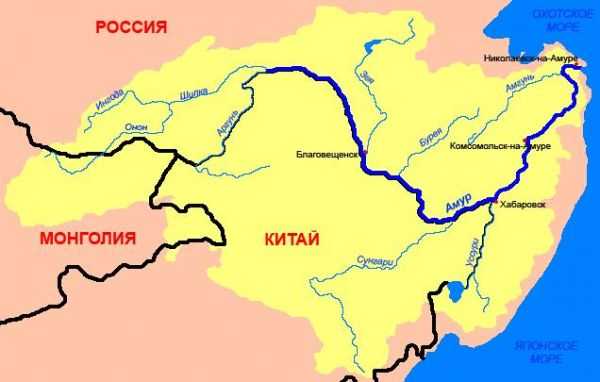 ОХОТСКОЕ
МОРЕ
РОССИЯ
Николаевск-на-Амуре
Зея
Амгунь
Ингода
Шилка
Аргунь
Онон
Бурея
Комсомольск-на-Амуре
Благовещенск
Амур
Хабаровск
МОНГОЛИЯ
КИТАЙ
Сунгари
Уссури
ЯПОНСКОЕ
МОРЕ